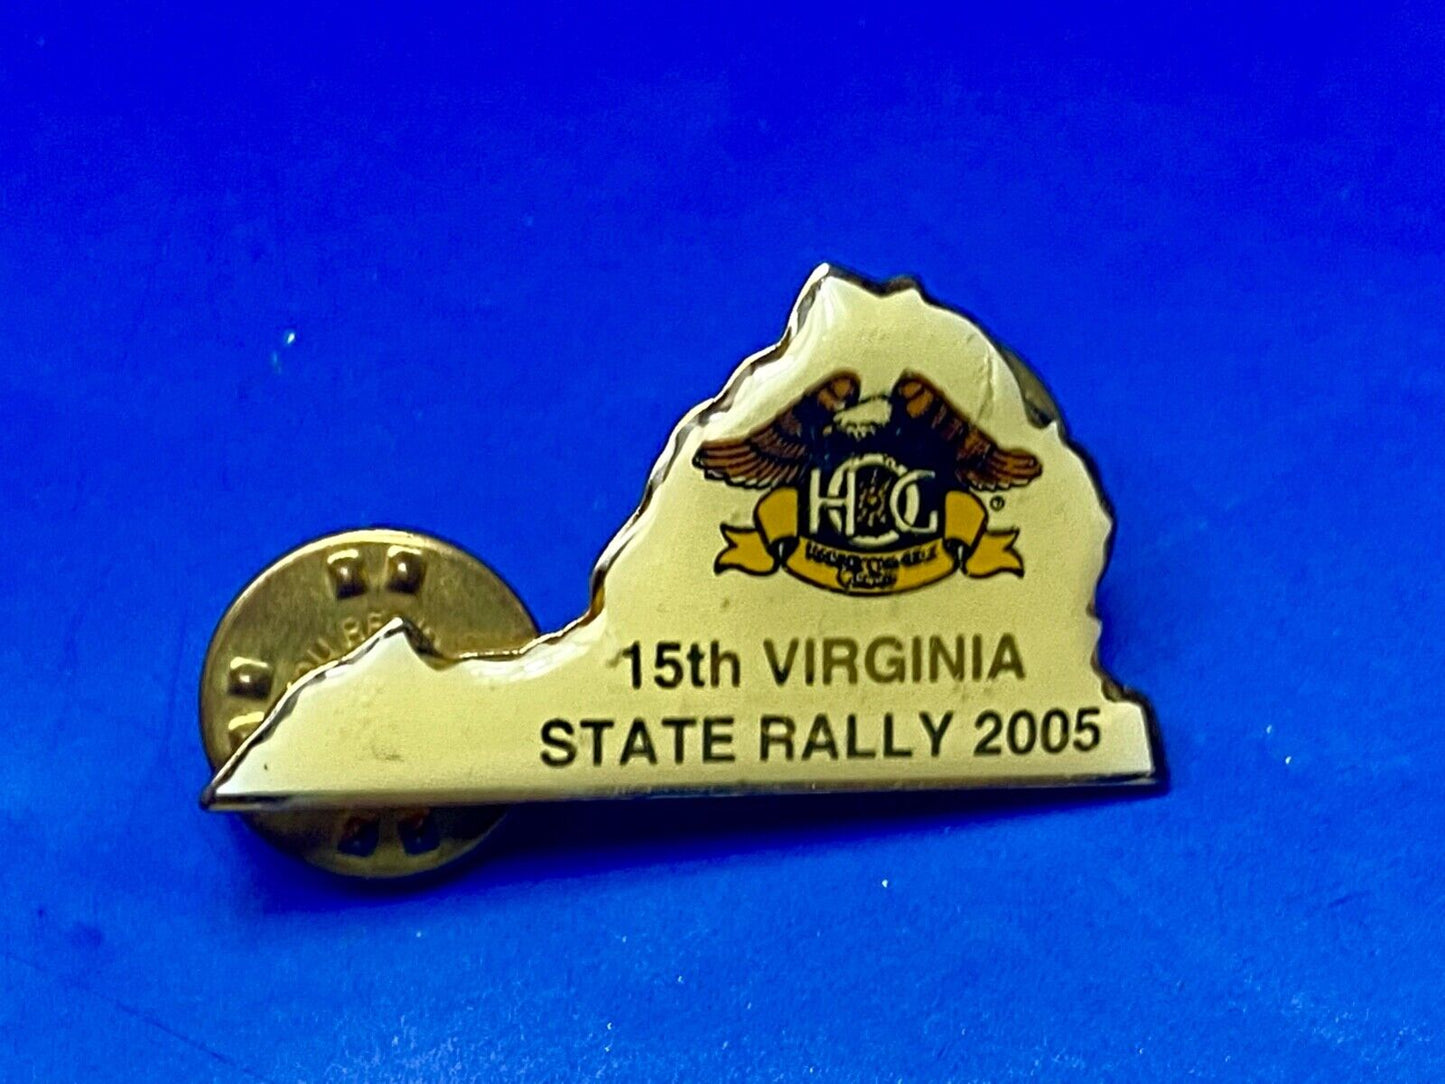 HOG
®
15th VIRGINIA
STATE RALLY 2005